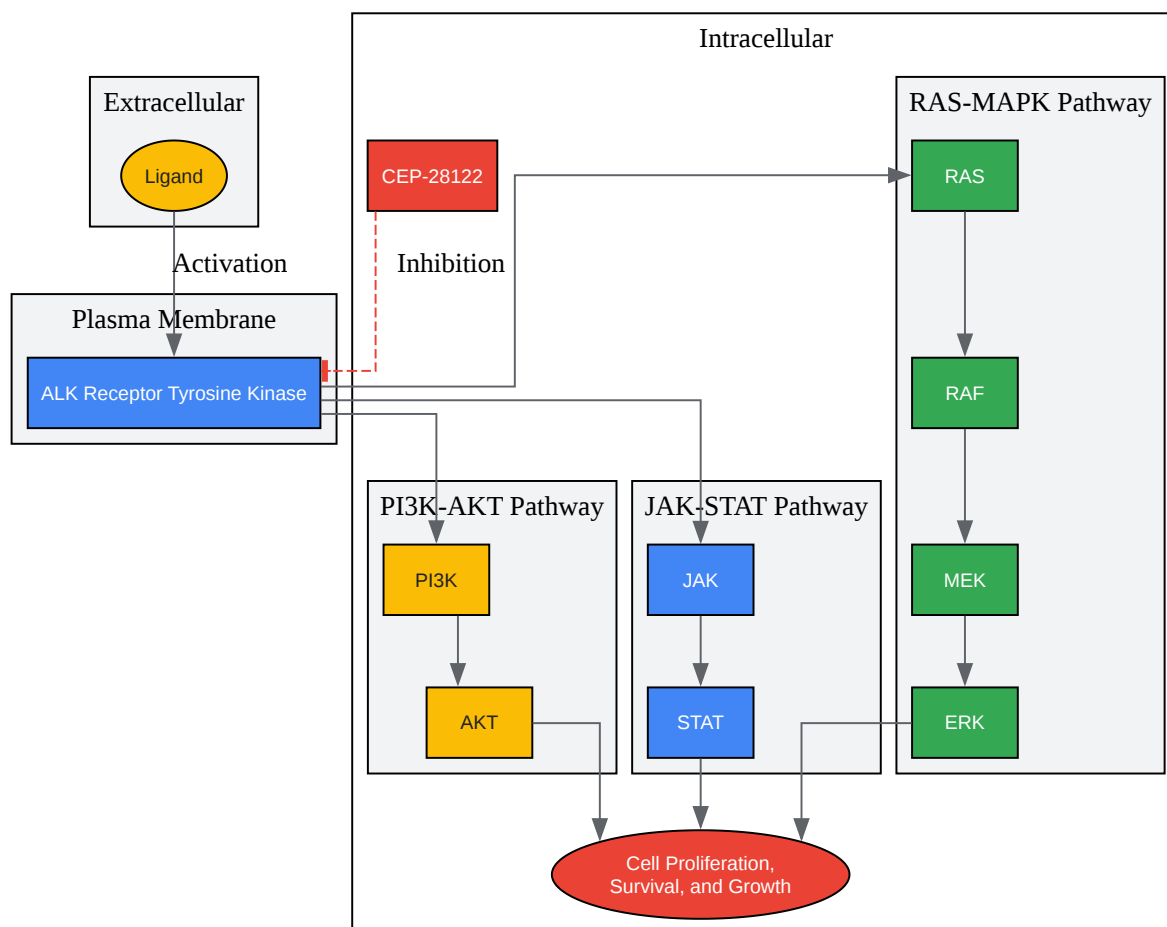 Intracellular
Extracellular
RAS-MAPK Pathway
Ligand
CEP-28122
RAS
Activation
Inhibition
Plasma Membrane
ALK Receptor Tyrosine Kinase
RAF
PI3K-AKT Pathway
JAK-STAT Pathway
PI3K
JAK
MEK
AKT
STAT
ERK
Cell Proliferation,
Survival, and Growth